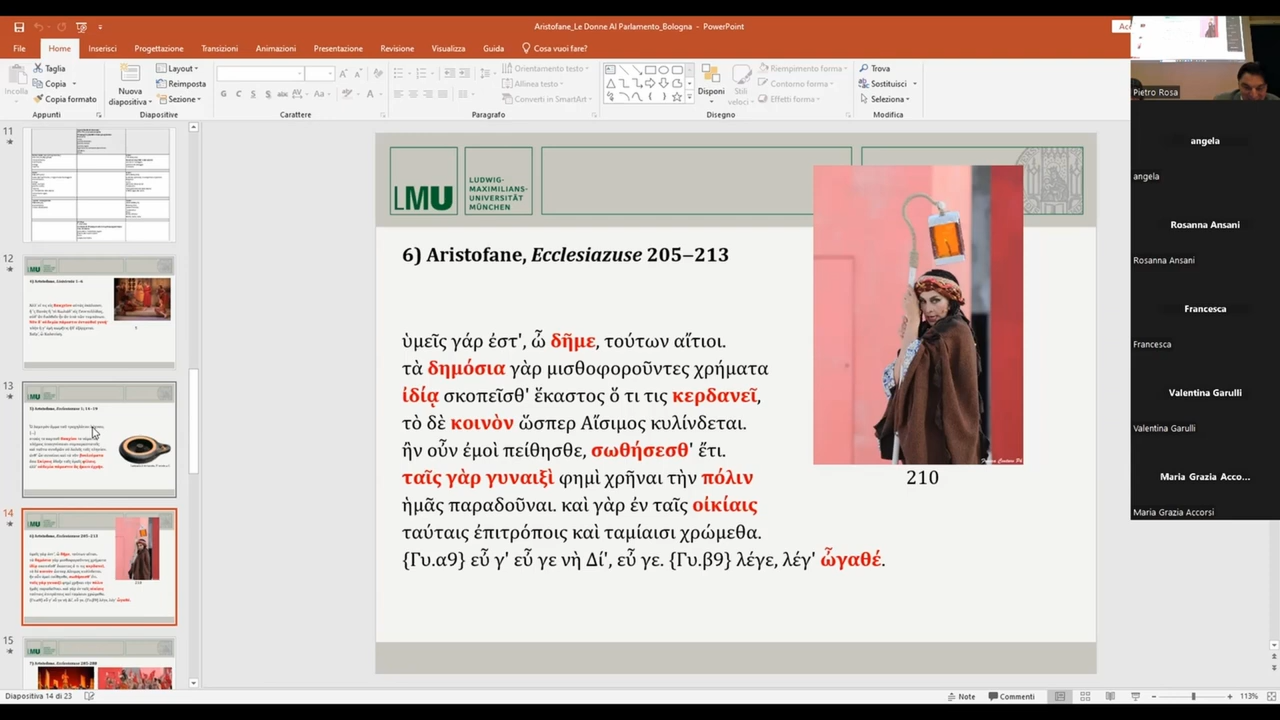 Aristofane_Le Donne Al Parlamento_Bologna - PowerPoint
File Home Inserisci Progettazione Transizioni Animazioni Presentazione Revisione Visualizza Guida Cosa vuoi fare?
Incolla
Taglia
Copia
Copia formato
Appunti
Nuova diapositiva
Layout
Reimposta
Sezione
Diapositive
Carattere
Paragrafo
Orientamento testo
Allinea testo
Converti in SmartArt
Disponi
Stili veloci
Riempimento forma
Contorno forma
Effetti forma
Disegno
Trova
Sostituisci
Seleziona
Modifica
11
12
13
14
15
LMU LUDWIG-
MAXIMILIANS-
UNIVERSITÄT
MÜNCHEN
6) Aristofane, Ecclesiazuse 205–213
ὑμεῖς γάρ ἐστ', ὦ δῆμε, τούτων αἴτιοι.
τὰ δημόσια γὰρ μισθοφοροῦντες χρήματα
ἰδίᾳ σκοπεῖσθ' ἕκαστος ὅ τι τις κερδανεῖ,
τὸ δὲ κοινὸν ὥσπερ Αἴσιμος κυλίνδεται.
ἢν οὖν ἐμοὶ πείθησθε, σωθήσεσθ' ἔτι.
ταῖς γὰρ γυναιξὶ φημὶ χρῆναι τὴν πόλιν
ἡμᾶς παραδοῦναι. καὶ γὰρ ἐν ταῖς οἰκίαις
ταύταις ἐπιτρόποις καὶ ταμίαισι χρώμεθα.
{Γυ.α9} εὖ γ' εὖ γε νὴ Δί', εὖ γε. {Γυ.β9} λέγε, λέγ' ὦγαθέ.
210
Pietro Rosa
angela
angela
Rosanna Ansani
Rosanna Ansani
Francesca
Francesca
Valentina Garulli
Valentina Garulli
Maria Grazia Acco...
Maria Grazia Accorsi
Diapositiva 14 di 23
Note
Commenti
113%